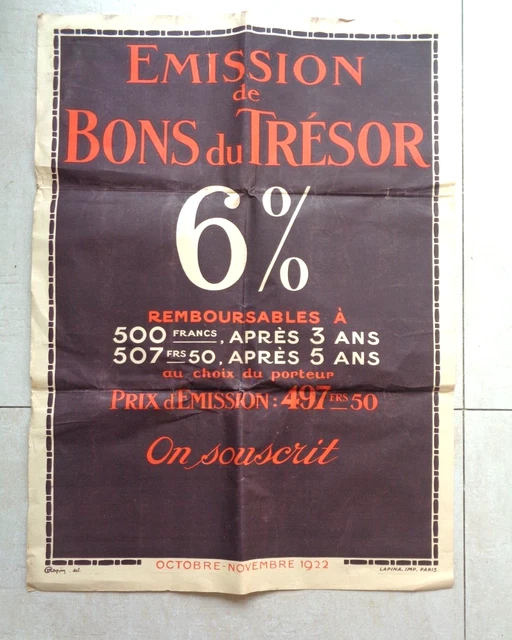 EMISSION
de
BONS du TRÉSOR
6%
REMBOURSABLES À
500 FRANCS, APRÈS 3 ANS
507 FRS 50, APRÈS 5 ANS
au choix du porteur
PRIX d'EMISSION: 497 FRS 50
On souscrit
OCTOBRE-NOVEMBRE 1922
del.
LAPINA, IMP. PARIS